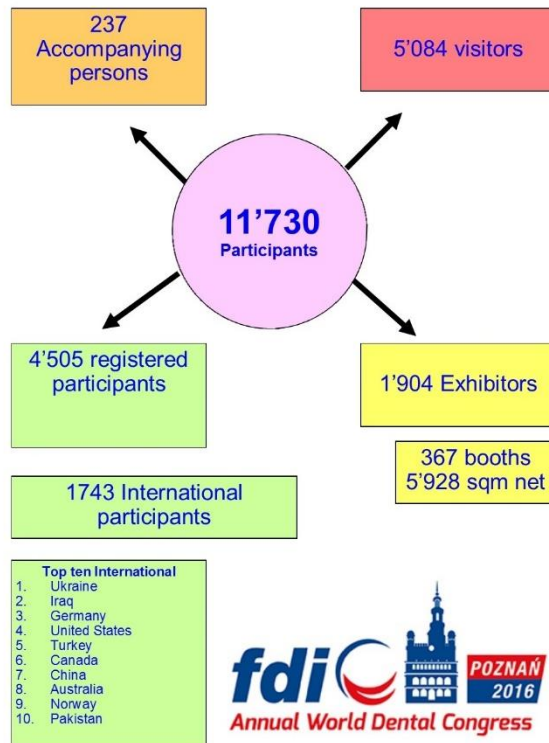 237
Accompanying
persons
5’084 visitors
11’730
Participants
4’505 registered
participants
1’904 Exhibitors
367 booths
5’928 sqm net
1743 International
participants
Top ten International
1. Ukraine
2. Iraq
3. Germany
4. United States
5. Turkey
6. Canada
7. China
8. Australia
9. Norway
10. Pakistan
fdi
POZNAŃ
2016
Annual World Dental Congress